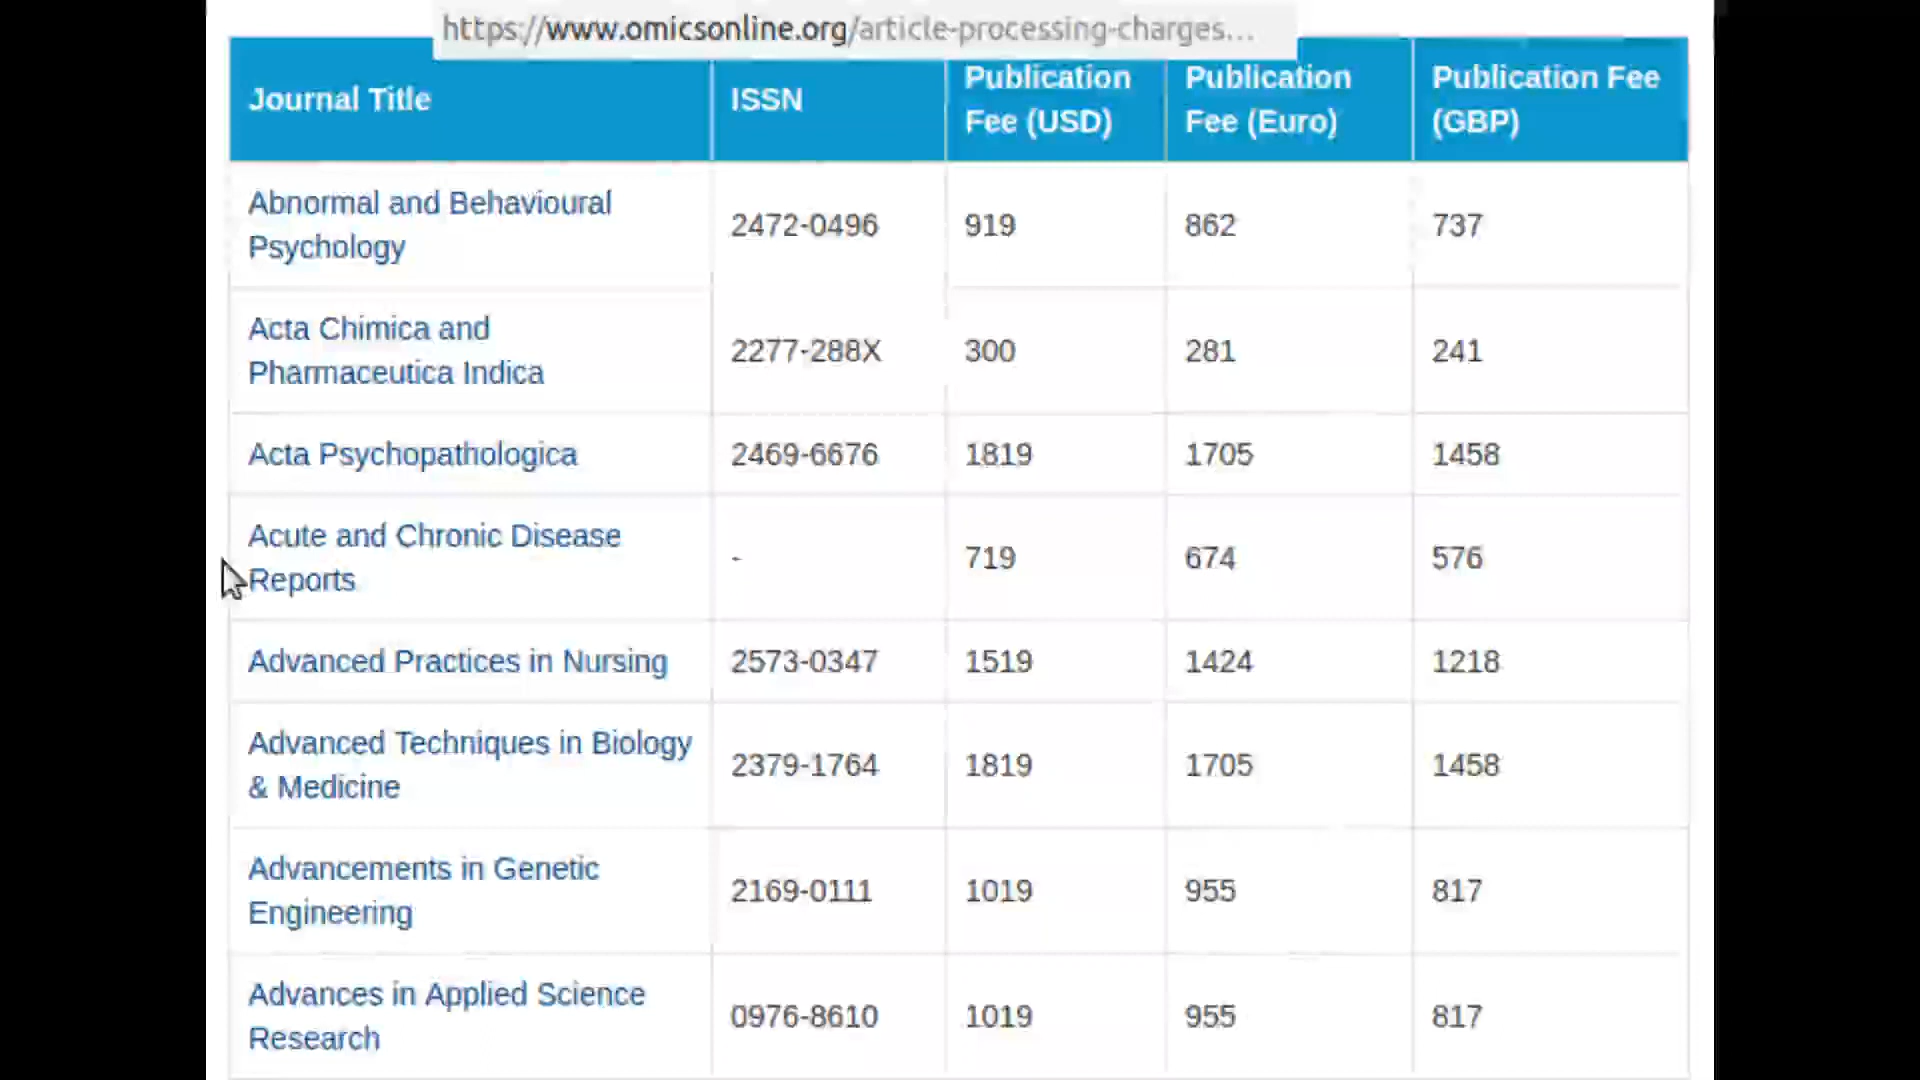 https://www.omicsonline.org/article-processing-charges...
Journal Title ISSN Publication Fee (USD) Publication Fee (Euro) Publication Fee (GBP)
Abnormal and Behavioural Psychology 2472-0496 919 862 737
Acta Chimica and Pharmaceutica Indica 2277-288X 300 281 241
Acta Psychopathologica 2469-6676 1819 1705 1458
Acute and Chronic Disease Reports - 719 674 576
Advanced Practices in Nursing 2573-0347 1519 1424 1218
Advanced Techniques in Biology & Medicine 2379-1764 1819 1705 1458
Advancements in Genetic Engineering 2169-0111 1019 955 817
Advances in Applied Science Research 0976-8610 1019 955 817